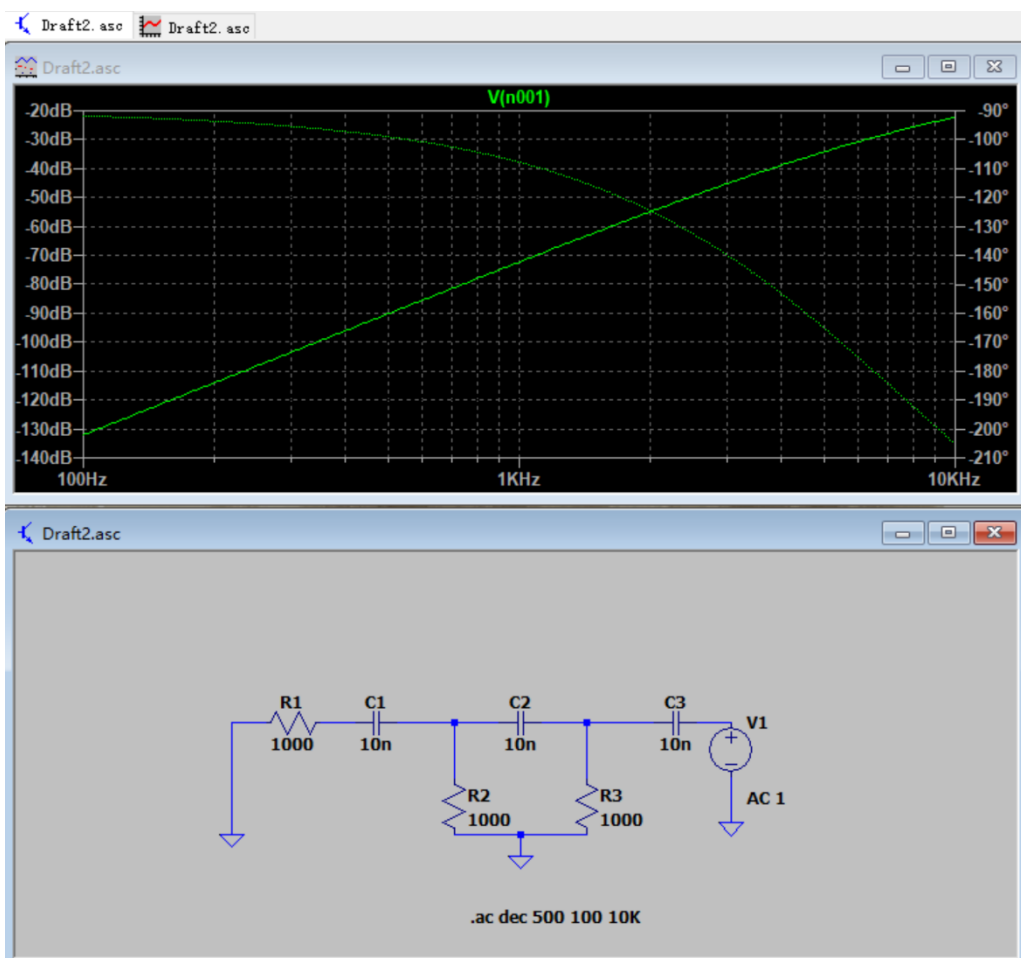 Draft2. asc Draft2. asc
Draft2.asc
V(n001)
-20dB -90°
-30dB -100°
-40dB -110°
-50dB -120°
-60dB -130°
-70dB -140°
-80dB -150°
-90dB -160°
-100dB -170°
-110dB -180°
-120dB -190°
-130dB -200°
-140dB -210°
100Hz 1KHz 10KHz
Draft2.asc
R1 C1 C2 C3
V1
1000 10n 10n 10n
R2 R3 AC 1
1000 1000
.ac dec 500 100 10K